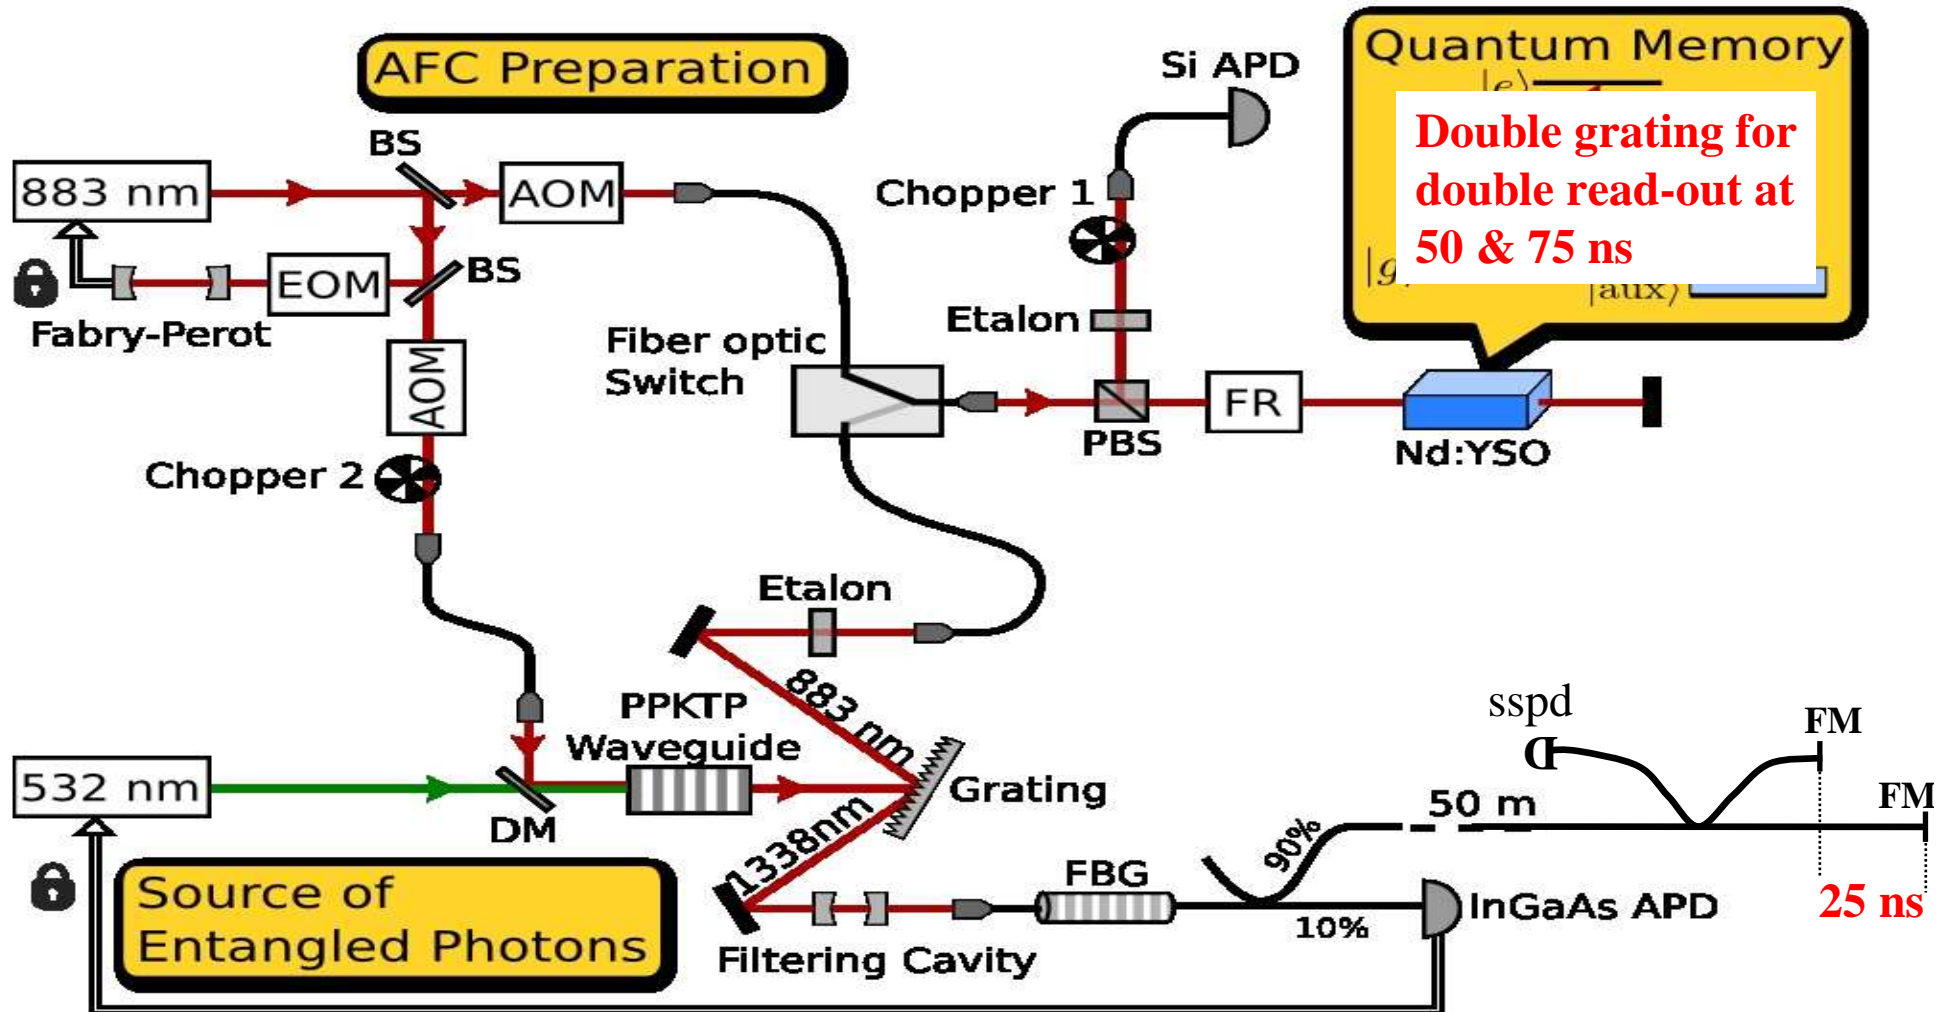 AFC Preparation
Quantum Memory
|e⟩
Double grating for
double read-out at
50 & 75 ns
|g⟩
|aux⟩
Si APD
BS
883 nm
AOM
Chopper 1
BS
EOM
Fabry-Perot
Etalon
Fiber optic
Switch
AOM
FR
PBS
Nd:YSO
Chopper 2
Etalon
883 nm
PPKTP
Waveguide
sspd
FM
532 nm
Grating
50 m
FM
DM
1338nm
90%
FBG
Source of
Entangled Photons
InGaAs APD
25 ns
10%
Filtering Cavity